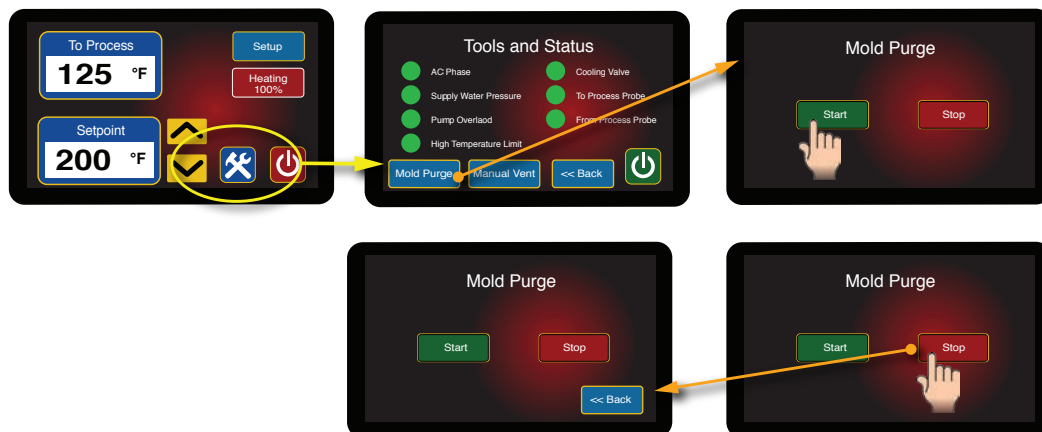 To Process
125 °F
Setup
Heating
100%
Setpoint
200 °F
Tools and Status
AC Phase
Cooling Valve
Supply Water Pressure
To Process Probe
Pump Overlaod
From Process Probe
High Temperature Limit
Mold Purge
Manual Vent
<< Back
Mold Purge
Start
Stop
Mold Purge
Start
Stop
<< Back
Mold Purge
Start
Stop